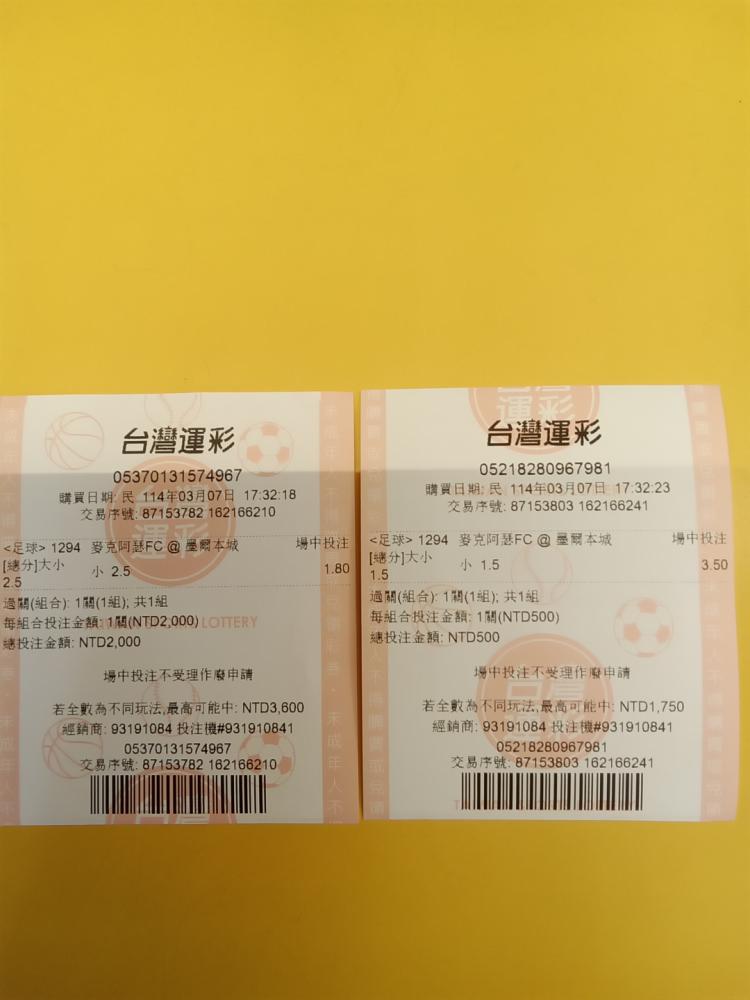 台灣運彩
05370131574967
購買日期: 民 114年03月07日 17:32:18
交易序號: 87153782 162166210
<足球> 1294 麥克阿瑟FC @ 墨爾本城 場中投注
[總分]大小
2.5 小 2.5 1.80
過關(組合): 1關(1組); 共1組
每組合投注金額: 1關(NTD2,000)
總投注金額: NTD2,000
場中投注不受理作廢申請
若全數為不同玩法,最高可能中: NTD3,600
經銷商: 93191084 投注機#931910841
05370131574967
交易序號: 87153782 162166210
台灣運彩
05218280967981
購買日期: 民 114年03月07日 17:32:23
交易序號: 87153803 162166241
<足球> 1294 麥克阿瑟FC @ 墨爾本城 場中投注
[總分]大小
1.5 小 1.5 3.50
過關(組合): 1關(1組); 共1組
每組合投注金額: 1關(NTD500)
總投注金額: NTD500
場中投注不受理作廢申請
若全數為不同玩法,最高可能中: NTD1,750
經銷商: 93191084 投注機#931910841
05218280967981
交易序號: 87153803 162166241